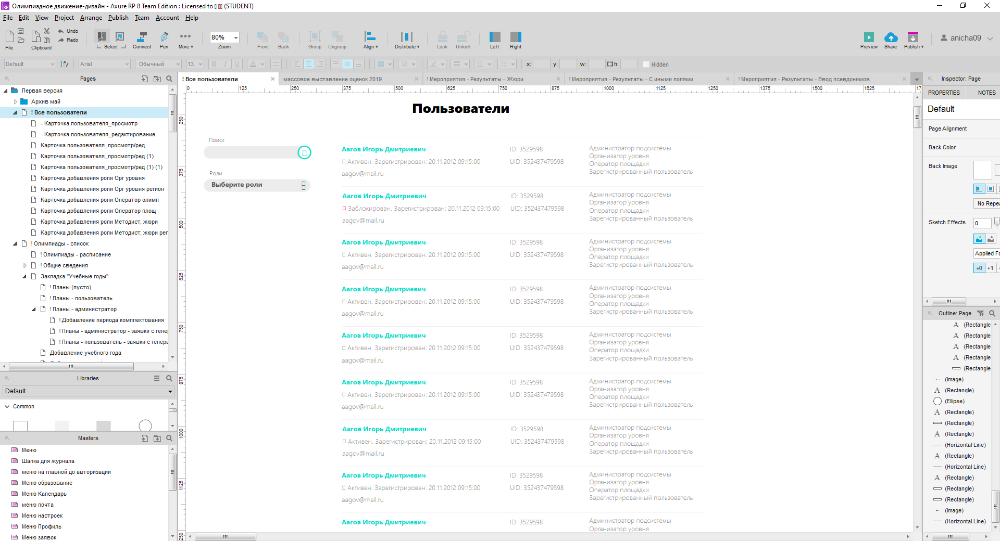 Олимпиадное движение-дизайн - Axure RP 8 Team Edition : Licensed to (STUDENT)
File Edit View Project Arrange Publish Team Account Help
Undo
Redo
80%
File Clipboard Select Connect Pen More Zoom Front Back Group Ungroup Align Distribute Lock Unlock Left Right Preview Share Publish anicha09
Default Arial Обычный 13 B I U A x: y: w: h: Hidden
Pages
Первая версия
Архив май
! Все пользователи
- Карточка пользователя_просмотр
- Карточка пользователя_редактирование
Карточка пользователя_просмотр/ред
Карточка пользователя_просмотр/ред (1)
Карточка пользователя_просмотр/ред (1) (1)
Карточка добавления роли Орг уровня
Карточка добавления роли Орг уровня регион
Карточка добавления роли Оператор олимп
Карточка добавления роли Оператор площ
Карточка добавления роли Методист, жюри
Карточка добавления роли Методист, жюри рег
! Олимпиады - список
! Олимпиады - расписание
! Общие сведения
Закладка "Учебные годы"
! Планы (пусто)
! Планы - пользователь
! Планы - администратор
! Добавление периода комплектования
! Планы - администратор - заявки с генер
! Планы - пользователь - заявки с генера
Добавление учебного года
Libraries
Default
Common
Masters
Меню
Шапка для журнала
меню на главной до авторизации
Меню образование
Меню Календарь
меню почта
Меню настроек
Меню Профиль
Меню заявок
! Все пользователи массовое выставление оценок 2019 ! Мероприятия - Результаты - Жюри ! Мероприятия - Результаты - С иными полями ! Мероприятия - Результаты - Ввод псевдонимов
0 125 250 375 500 625 750 875 1000 1125 1250 1375 1500 1625 17
250
375
500
625
750
875
1000
1125
250
Пользователи
Поиск
Роли
Выберите роли
Аагов Игорь Дмитриевич ID: 3529598 Администратор подсистемы
Организатор уровня
Активен. Зарегистрирован: 20.11.2012 09:15:00 UID: 352437479598 Оператор площадки
aagov@mail.ru Зарегистрированный пользователь
Аагов Игорь Дмитриевич ID: 3529598 Администратор подсистемы
Организатор уровня
Заблокирован. Зарегистрирован: 20.11.2012 09:15:00 UID: 352437479598 Оператор площадки
aagov@mail.ru Зарегистрированный пользователь
Аагов Игорь Дмитриевич ID: 3529598 Администратор подсистемы
Организатор уровня
Активен. Зарегистрирован: 20.11.2012 09:15:00 UID: 352437479598 Оператор площадки
aagov@mail.ru Зарегистрированный пользователь
Аагов Игорь Дмитриевич ID: 3529598 Администратор подсистемы
Организатор уровня
Активен. Зарегистрирован: 20.11.2012 09:15:00 UID: 352437479598 Оператор площадки
aagov@mail.ru Зарегистрированный пользователь
Аагов Игорь Дмитриевич ID: 3529598 Администратор подсистемы
Организатор уровня
Активен. Зарегистрирован: 20.11.2012 09:15:00 UID: 352437479598 Оператор площадки
aagov@mail.ru Зарегистрированный пользователь
Аагов Игорь Дмитриевич ID: 3529598 Администратор подсистемы
Организатор уровня
Активен. Зарегистрирован: 20.11.2012 09:15:00 UID: 352437479598 Оператор площадки
aagov@mail.ru Зарегистрированный пользователь
Аагов Игорь Дмитриевич ID: 3529598 Администратор подсистемы
Организатор уровня
Активен. Зарегистрирован: 20.11.2012 09:15:00 UID: 352437479598 Оператор площадки
aagov@mail.ru Зарегистрированный пользователь
Аагов Игорь Дмитриевич ID: 3529598 Администратор подсистемы
Организатор уровня
Активен. Зарегистрирован: 20.11.2012 09:15:00 UID: 352437479598 Оператор площадки
aagov@mail.ru Зарегистрированный пользователь
Аагов Игорь Дмитриевич ID: 3529598 Администратор подсистемы
Организатор уровня
Inspector: Page
PROPERTIES NOTES
Default
Page Alignment
Back Color
Back Image
No Repea
Sketch Effects 0
Applied Fo
+0 +1
Outline: Page
A (Rectangle
A (Rectangle
A (Rectangle
A (Rectangle
(Rectangle
(Image)
A (Rectangle)
(Ellipse)
A (Rectangle)
(Rectangle)
A (Rectangle)
(Horizontal Line)
A (Rectangle)
(Horizontal Line)
A (Rectangle)
(Rectangle)
(Rectangle)
(Image)
(Horizontal Line)